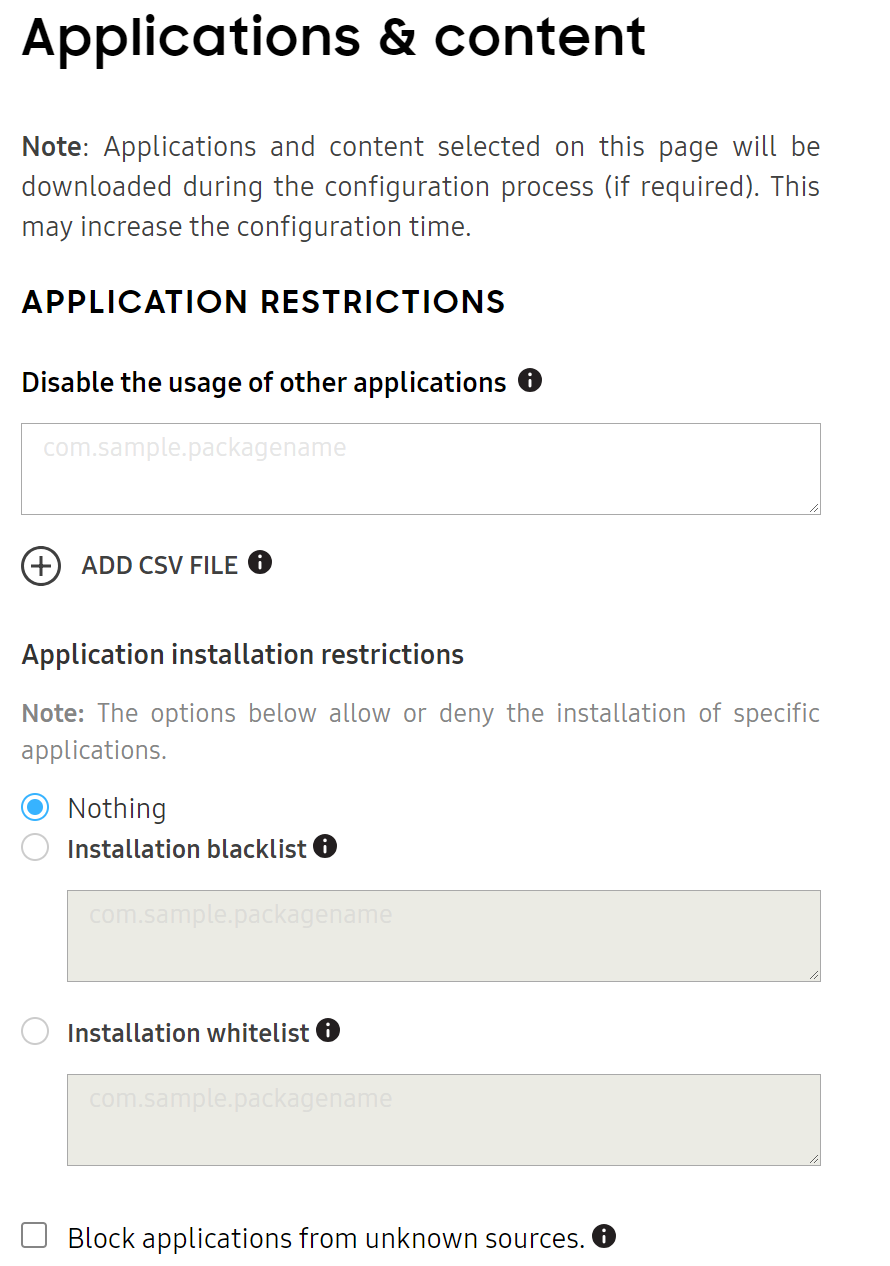 Applications & content
Note: Applications and content selected on this page will be
downloaded during the configuration process (if required). This
may increase the configuration time.
APPLICATION RESTRICTIONS
Disable the usage of other applications
com.sample.packagename
ADD CSV FILE
Application installation restrictions
Note: The options below allow or deny the installation of specific
applications.
Nothing
Installation blacklist
com.sample.packagename
Installation whitelist
com.sample.packagename
Block applications from unknown sources.